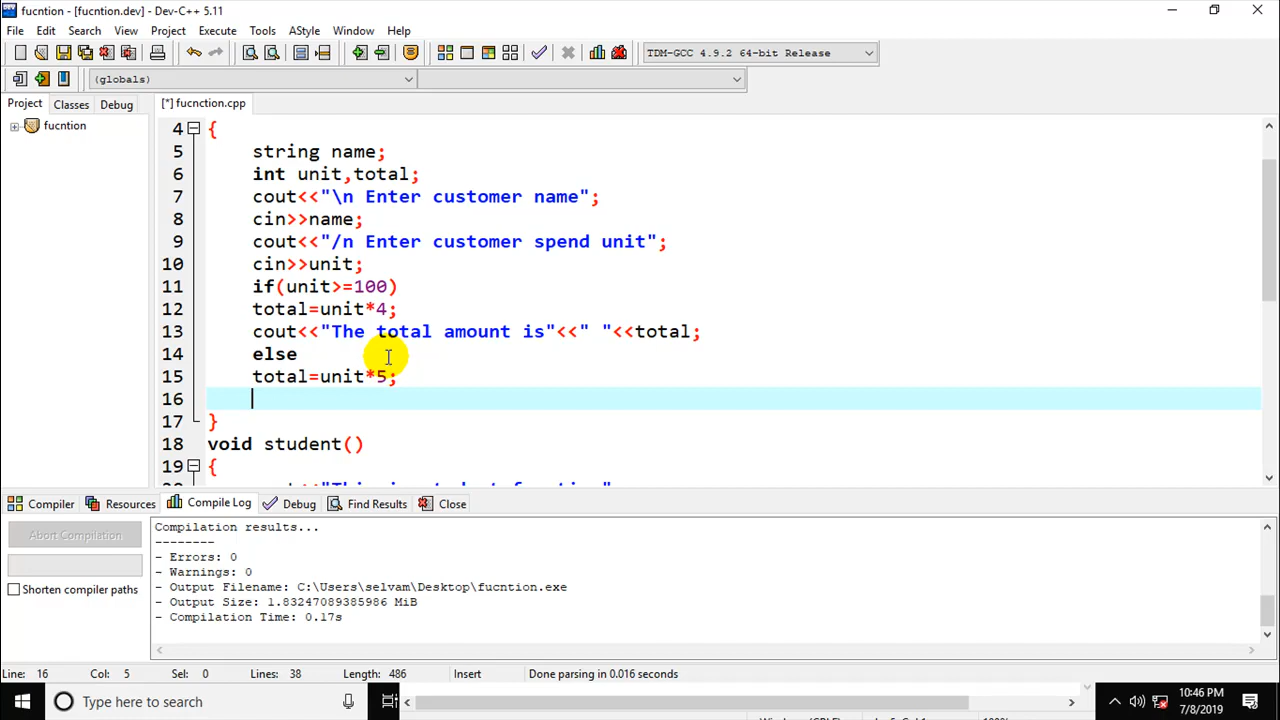 fucntion - [fucntion.dev] - Dev-C++ 5.11
File Edit Search View Project Execute Tools AStyle Window Help
TDM-GCC 4.9.2 64-bit Release
(globals)
Project Classes Debug [*] fucnction.cpp
fucntion
4 {
5 string name;
6 int unit,total;
7 cout<<"\n Enter customer name";
8 cin>>name;
9 cout<<"/n Enter customer spend unit";
10 cin>>unit;
11 if(unit>=100)
12 total=unit*4;
13 cout<<"The total amount is"<<" "<<total;
14 else
15 total=unit*5;
16
17 }
18 void student()
19 {
Compiler Resources Compile Log Debug Find Results Close
Abort Compilation
Shorten compiler paths
Compilation results...
--------
- Errors: 0
- Warnings: 0
- Output Filename: C:\Users\selvam\Desktop\fucntion.exe
- Output Size: 1.83247089385986 MiB
- Compilation Time: 0.17s
Line: 16 Col: 5 Sel: 0 Lines: 38 Length: 486 Insert Done parsing in 0.016 seconds
Type here to search
10:46 PM
7/8/2019